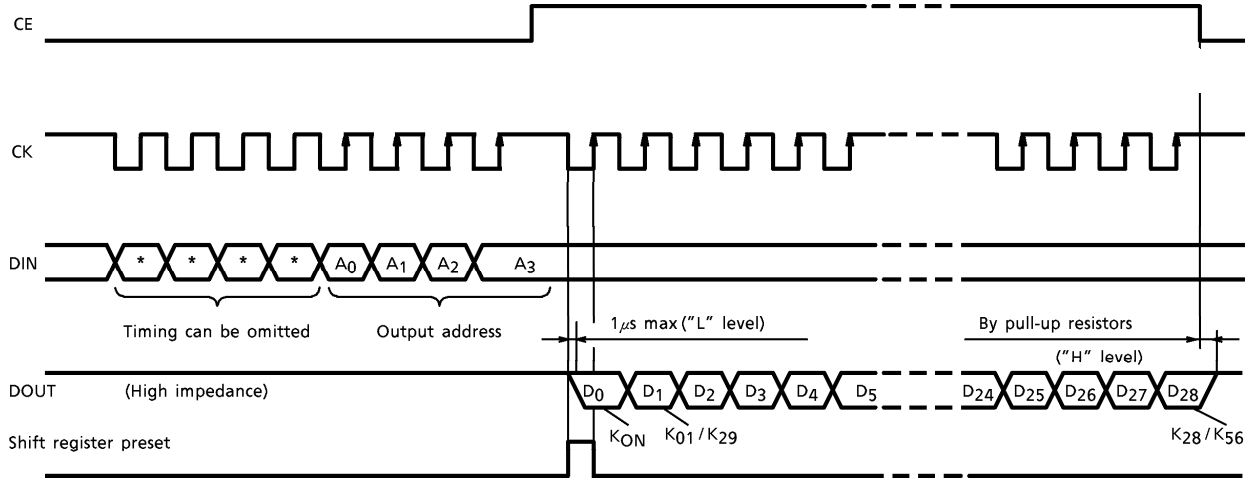 CE
CK
DIN
* * * * A0 A1 A2 A3
Timing can be omitted
Output address
1μs max ("L" level)
By pull-up resistors
("H" level)
DOUT
(High impedance)
D0 D1 D2 D3 D4 D5 D24 D25 D26 D27 D28
KON
K01/K29
K28/K56
Shift register preset